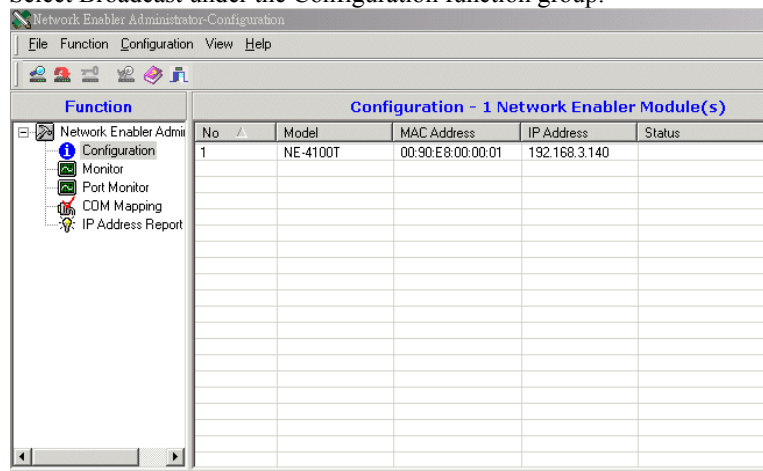 Select Broadcast under the Configuration function group.
Network Enabler Administrator-Configuration
File Function Configuration View Help
Function
Configuration - 1 Network Enabler Module(s)
Network Enabler Admii
No Model MAC Address IP Address Status
Configuration
1 NE-4100T 00:90:E8:00:00:01 192.168.3.140
Monitor
Port Monitor
COM Mapping
IP Address Report